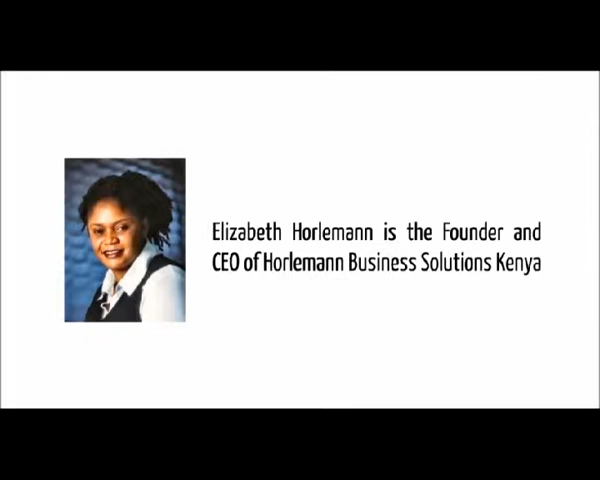 Elizabeth Horlemann is the Founder and
CEO of Horlemann Business Solutions Kenya